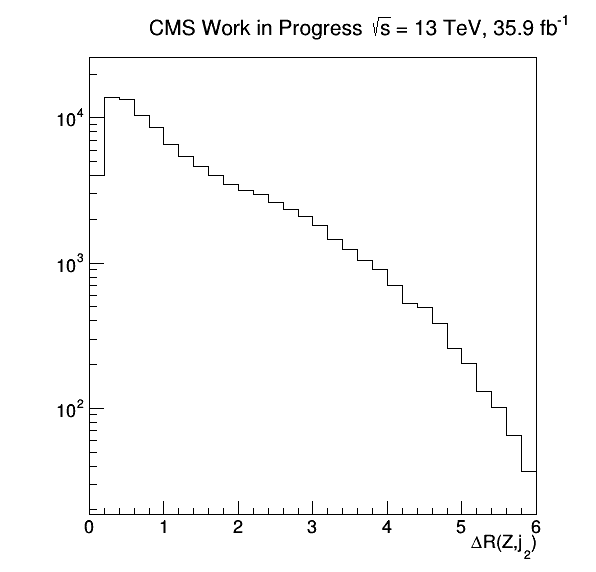 CMS Work in Progress √s = 13 TeV, 35.9 fb⁻¹
10⁴
10³
10²
0 1 2 3 4 5 6
ΔR(Z,j₂)